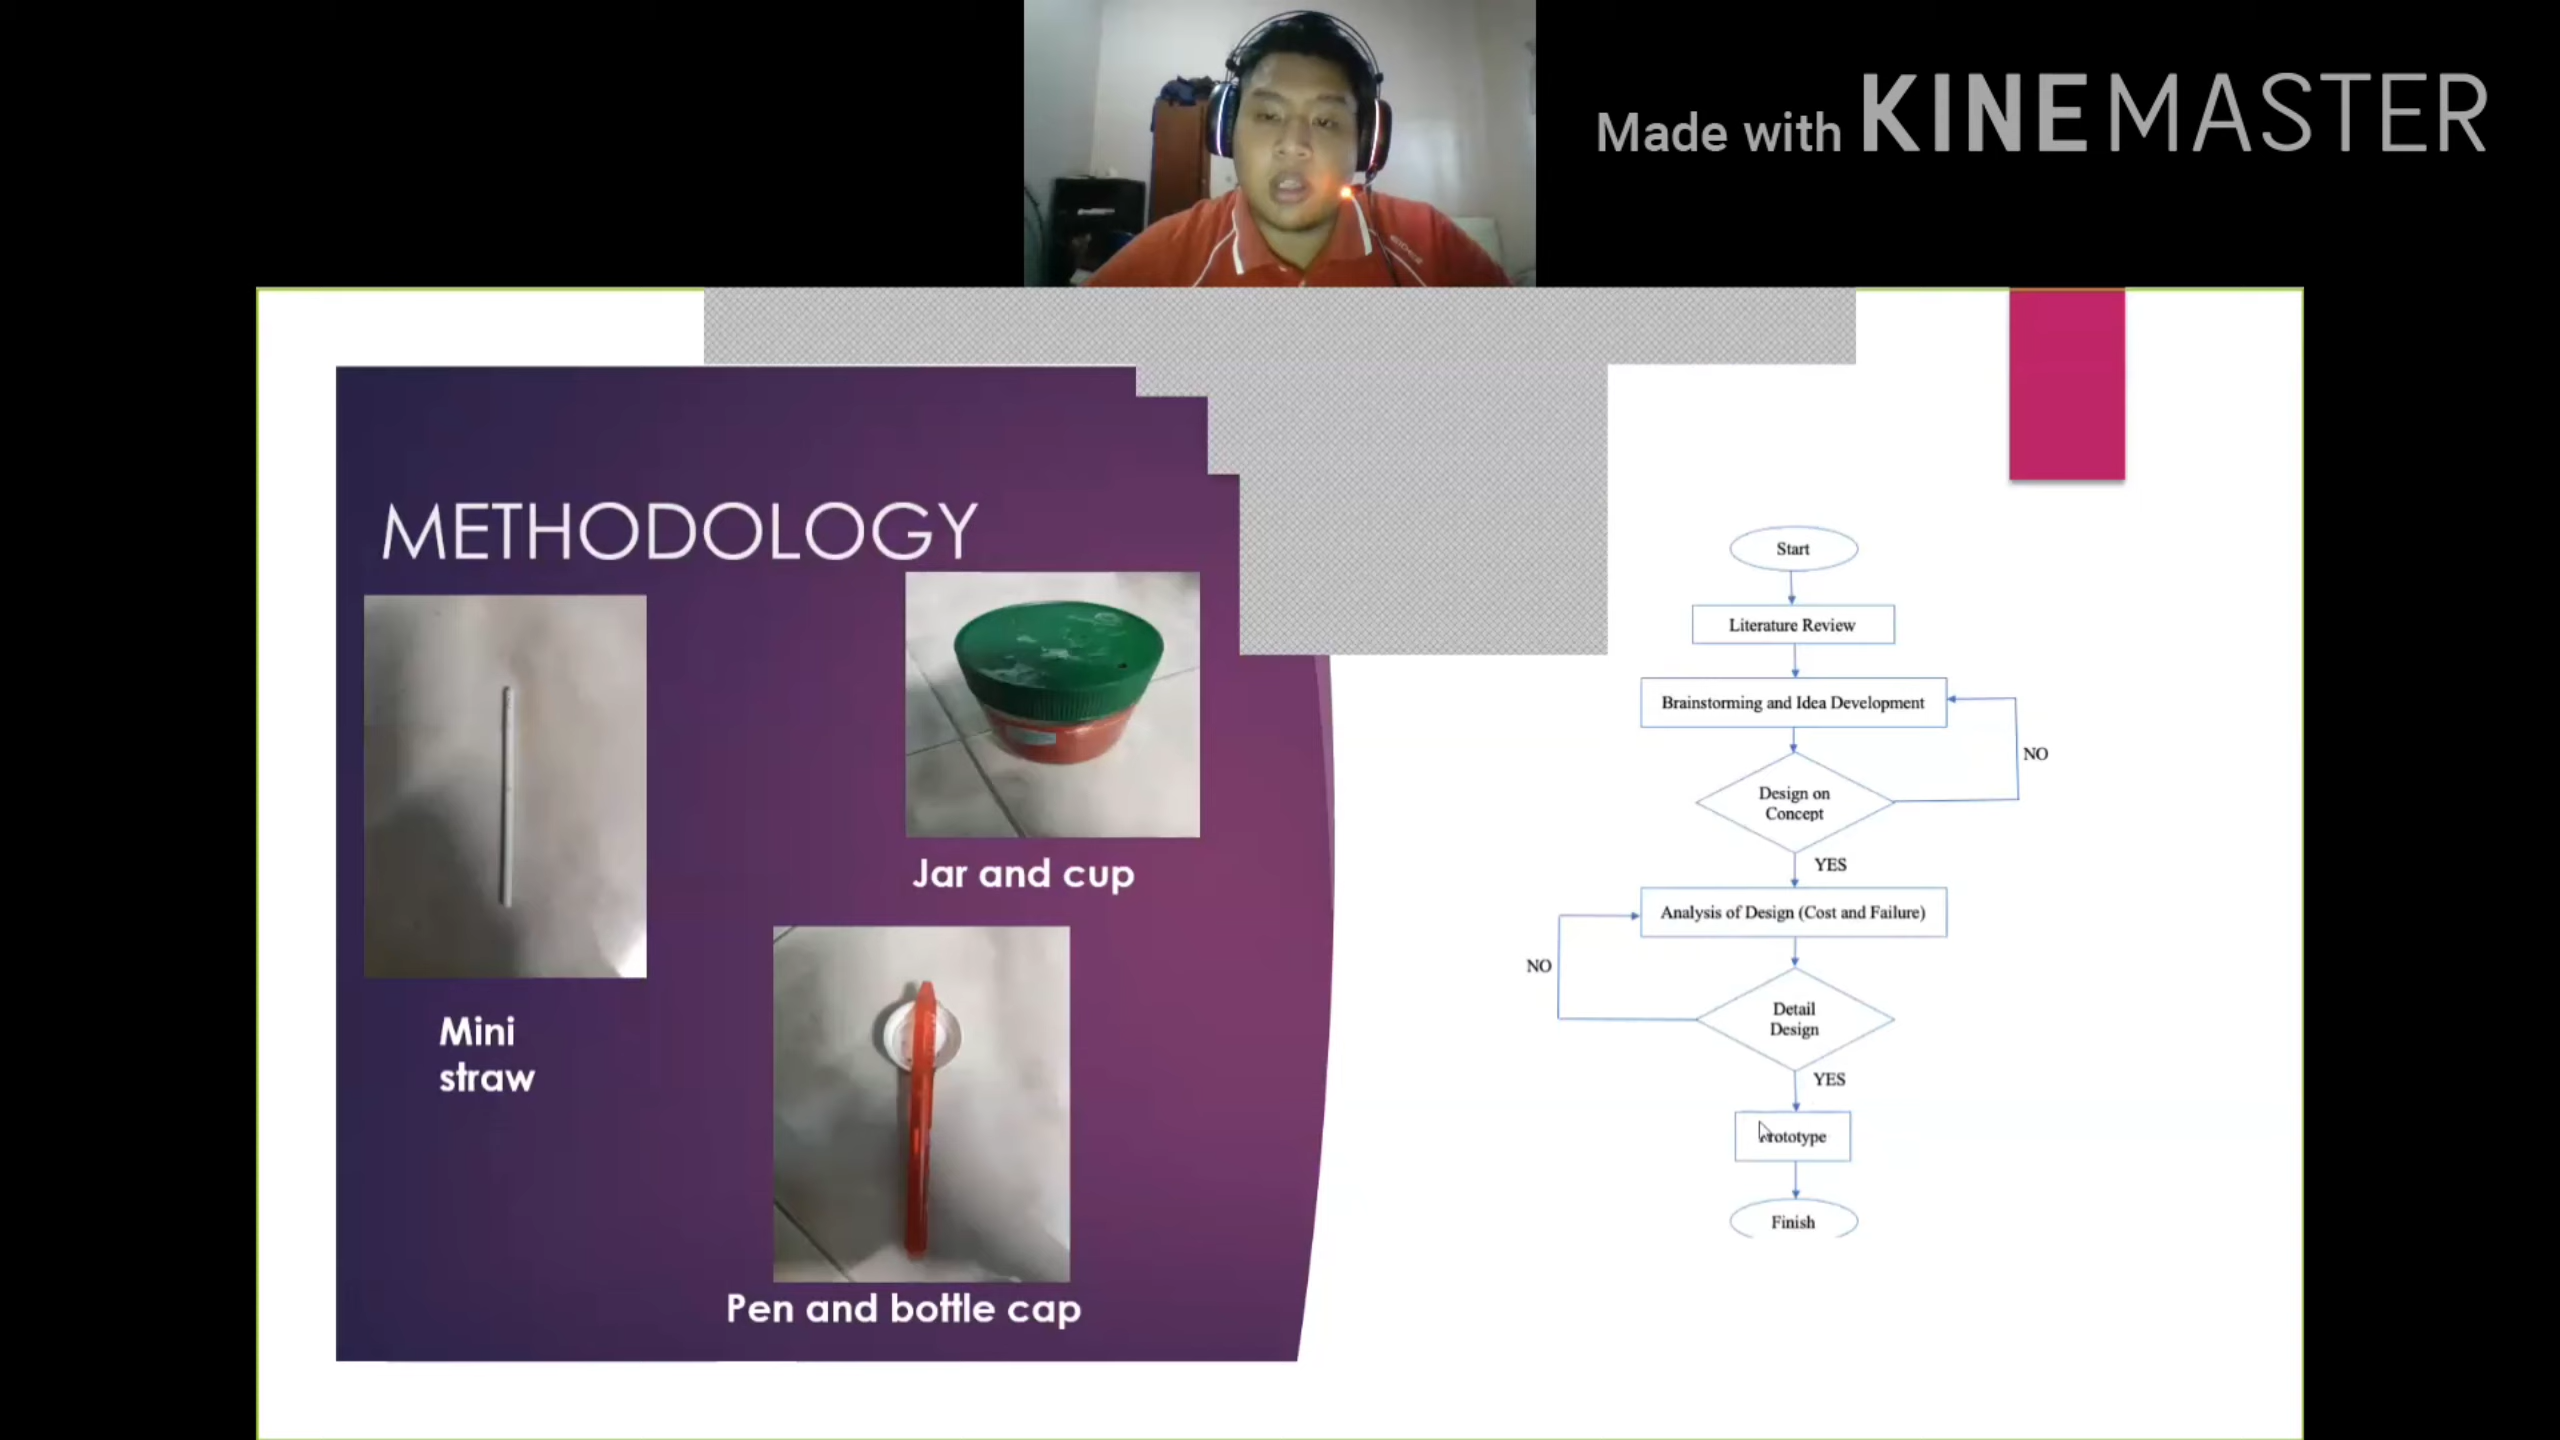 Made with KINEMASTER
METHODOLOGY
Jar and cup
Mini
straw
Pen and bottle cap
Start
Literature Review
Brainstorming and Idea Development
NO
Design on
Concept
YES
Analysis of Design (Cost and Failure)
NO
Detail
Design
YES
Prototype
Finish